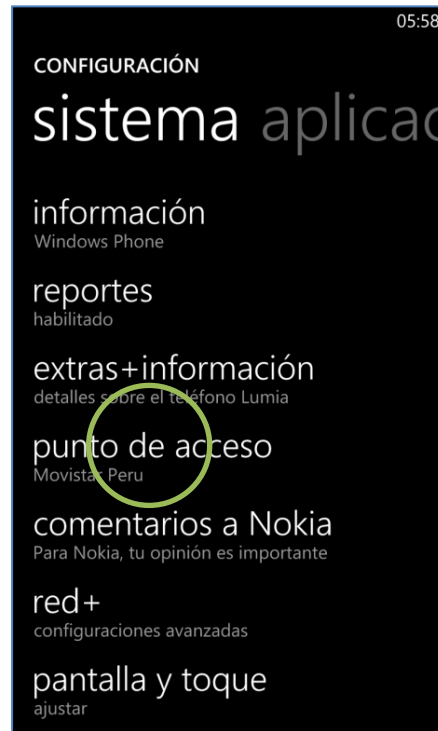 05:58
CONFIGURACIÓN
sistema aplicac
información
Windows Phone
reportes
habilitado
extras+información
detalles sobre el teléfono Lumia
punto de acceso
Movistar Peru
comentarios a Nokia
Para Nokia, tu opinión es importante
red+
configuraciones avanzadas
pantalla y toque
ajustar